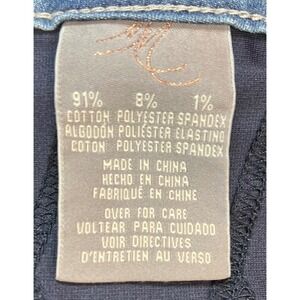 91% 8% 1%
COTTON POLYESTER SPANDEX
ALGODÓN POLIÉSTER ELASTINO
COTON POLYESTER SPANDEX
MADE IN CHINA
HECHO EN CHINA
FABRIQUÉ EN CHINE
OVER FOR CARE
VOLTEAR PARA CUIDADO
VOIR DIRECTIVES
D'ENTRETIEN AU VERSO